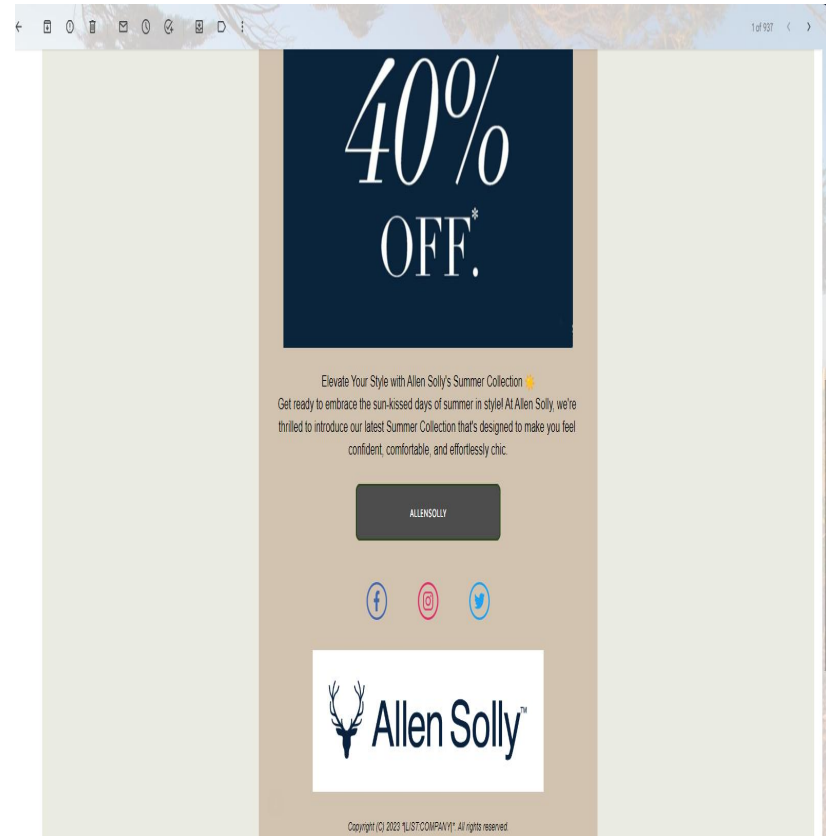 1 of 937
40%
OFF.*
Elevate Your Style with Allen Solly's Summer Collection ☀️
Get ready to embrace the sun-kissed days of summer in style! At Allen Solly, we're
thrilled to introduce our latest Summer Collection that's designed to make you feel
confident, comfortable, and effortlessly chic.
ALLENSOLLY
Allen Solly™
Copyright (C) 2023 *|LIST:COMPANY|*. All rights reserved.